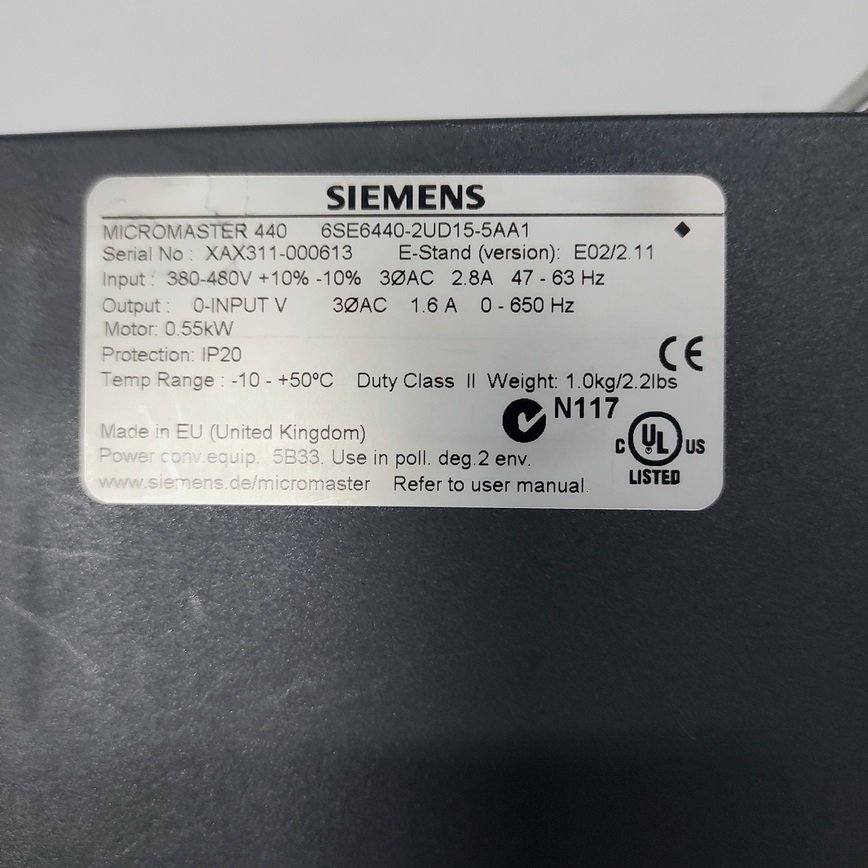 SIEMENS
MICROMASTER 440 6SE6440-2UD15-5AA1
Serial No : XAX311-000613 E-Stand (version): E02/2.11
Input : 380-480V +10% -10% 3ØAC 2.8A 47 - 63 Hz
Output : 0-INPUT V 3ØAC 1.6 A 0 - 650 Hz
Motor: 0.55kW
Protection: IP20
CE
Temp Range : -10 - +50ºC Duty Class II Weight: 1.0kg/2.2lbs
N117
Made in EU (United Kingdom)
C UL US
LISTED
Power conv.equip. 5B33. Use in poll. deg.2 env.
www.siemens.de/micromaster Refer to user manual.